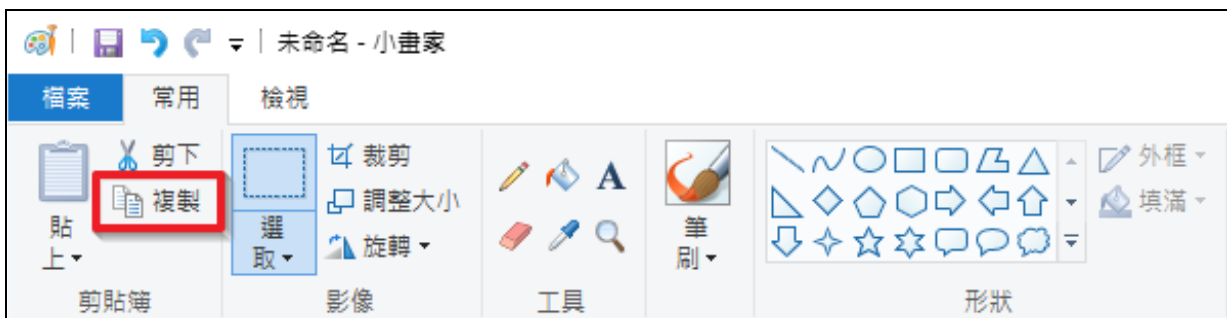 未命名 - 小畫家
檔案 常用 檢視
剪下
複製
貼上
剪貼簿
選取
裁剪
調整大小
旋轉
影像
A
工具
筆刷
形狀
外框
填滿